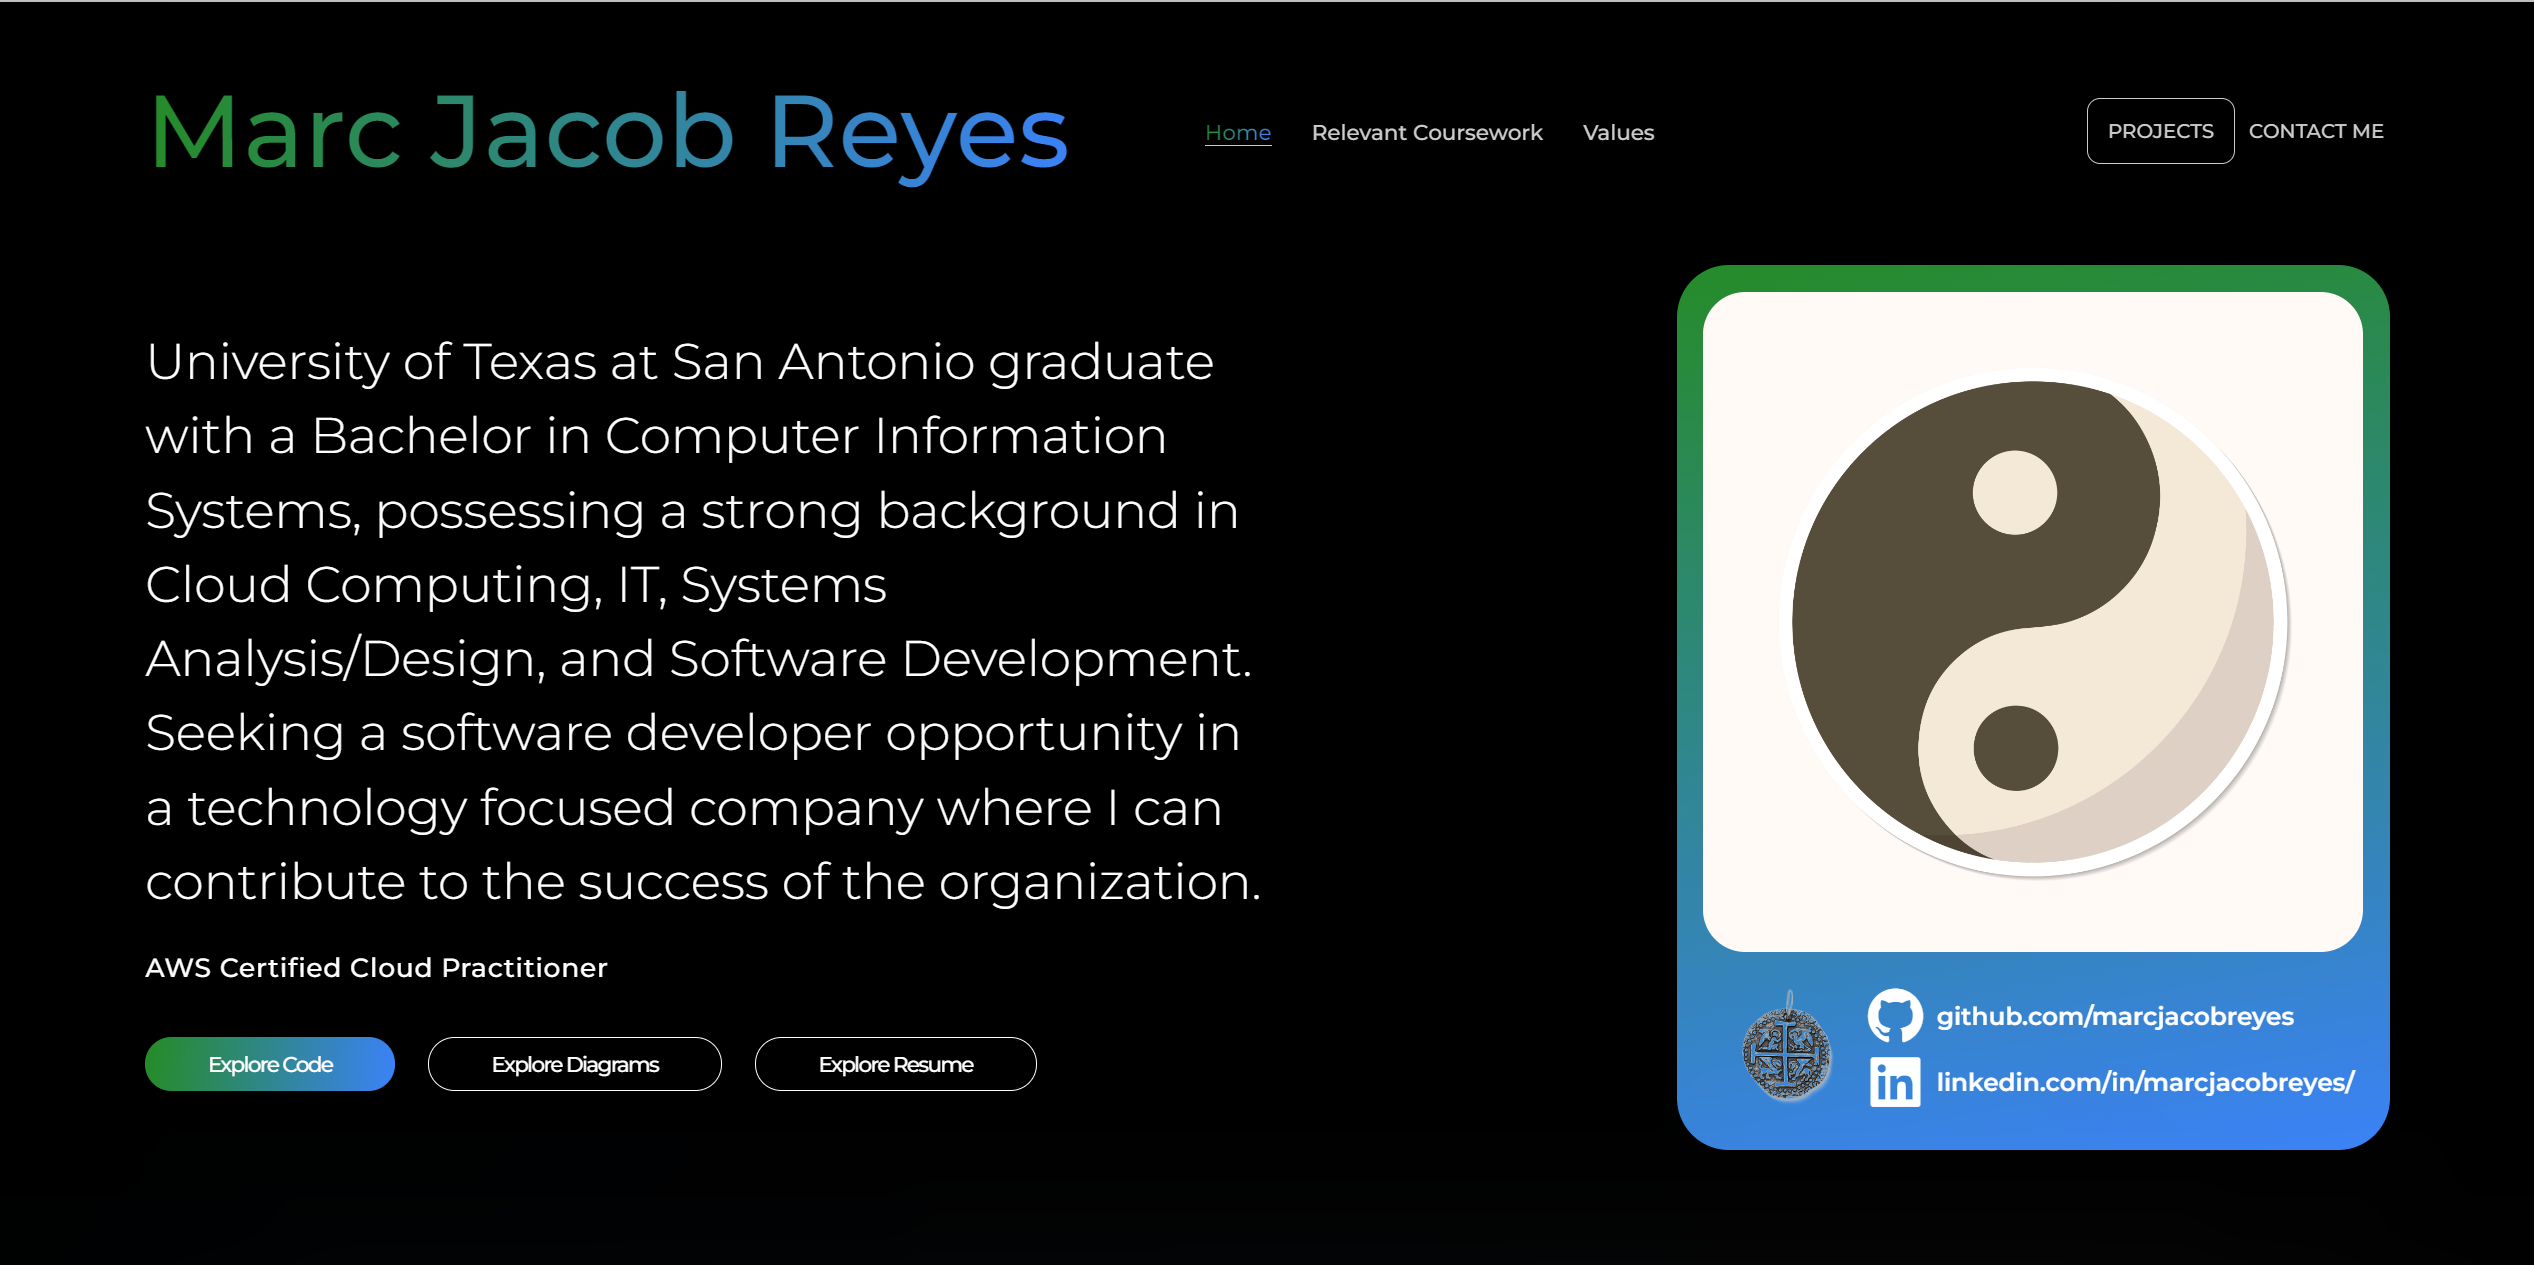 Marc Jacob Reyes
Home
Relevant Coursework
Values
PROJECTS
CONTACT ME
University of Texas at San Antonio graduate
with a Bachelor in Computer Information
Systems, possessing a strong background in
Cloud Computing, IT, Systems
Analysis/Design, and Software Development.
Seeking a software developer opportunity in
a technology focused company where I can
contribute to the success of the organization.
AWS Certified Cloud Practitioner
Explore Code
Explore Diagrams
Explore Resume
github.com/marcjacobreyes
in
linkedin.com/in/marcjacobreyes/